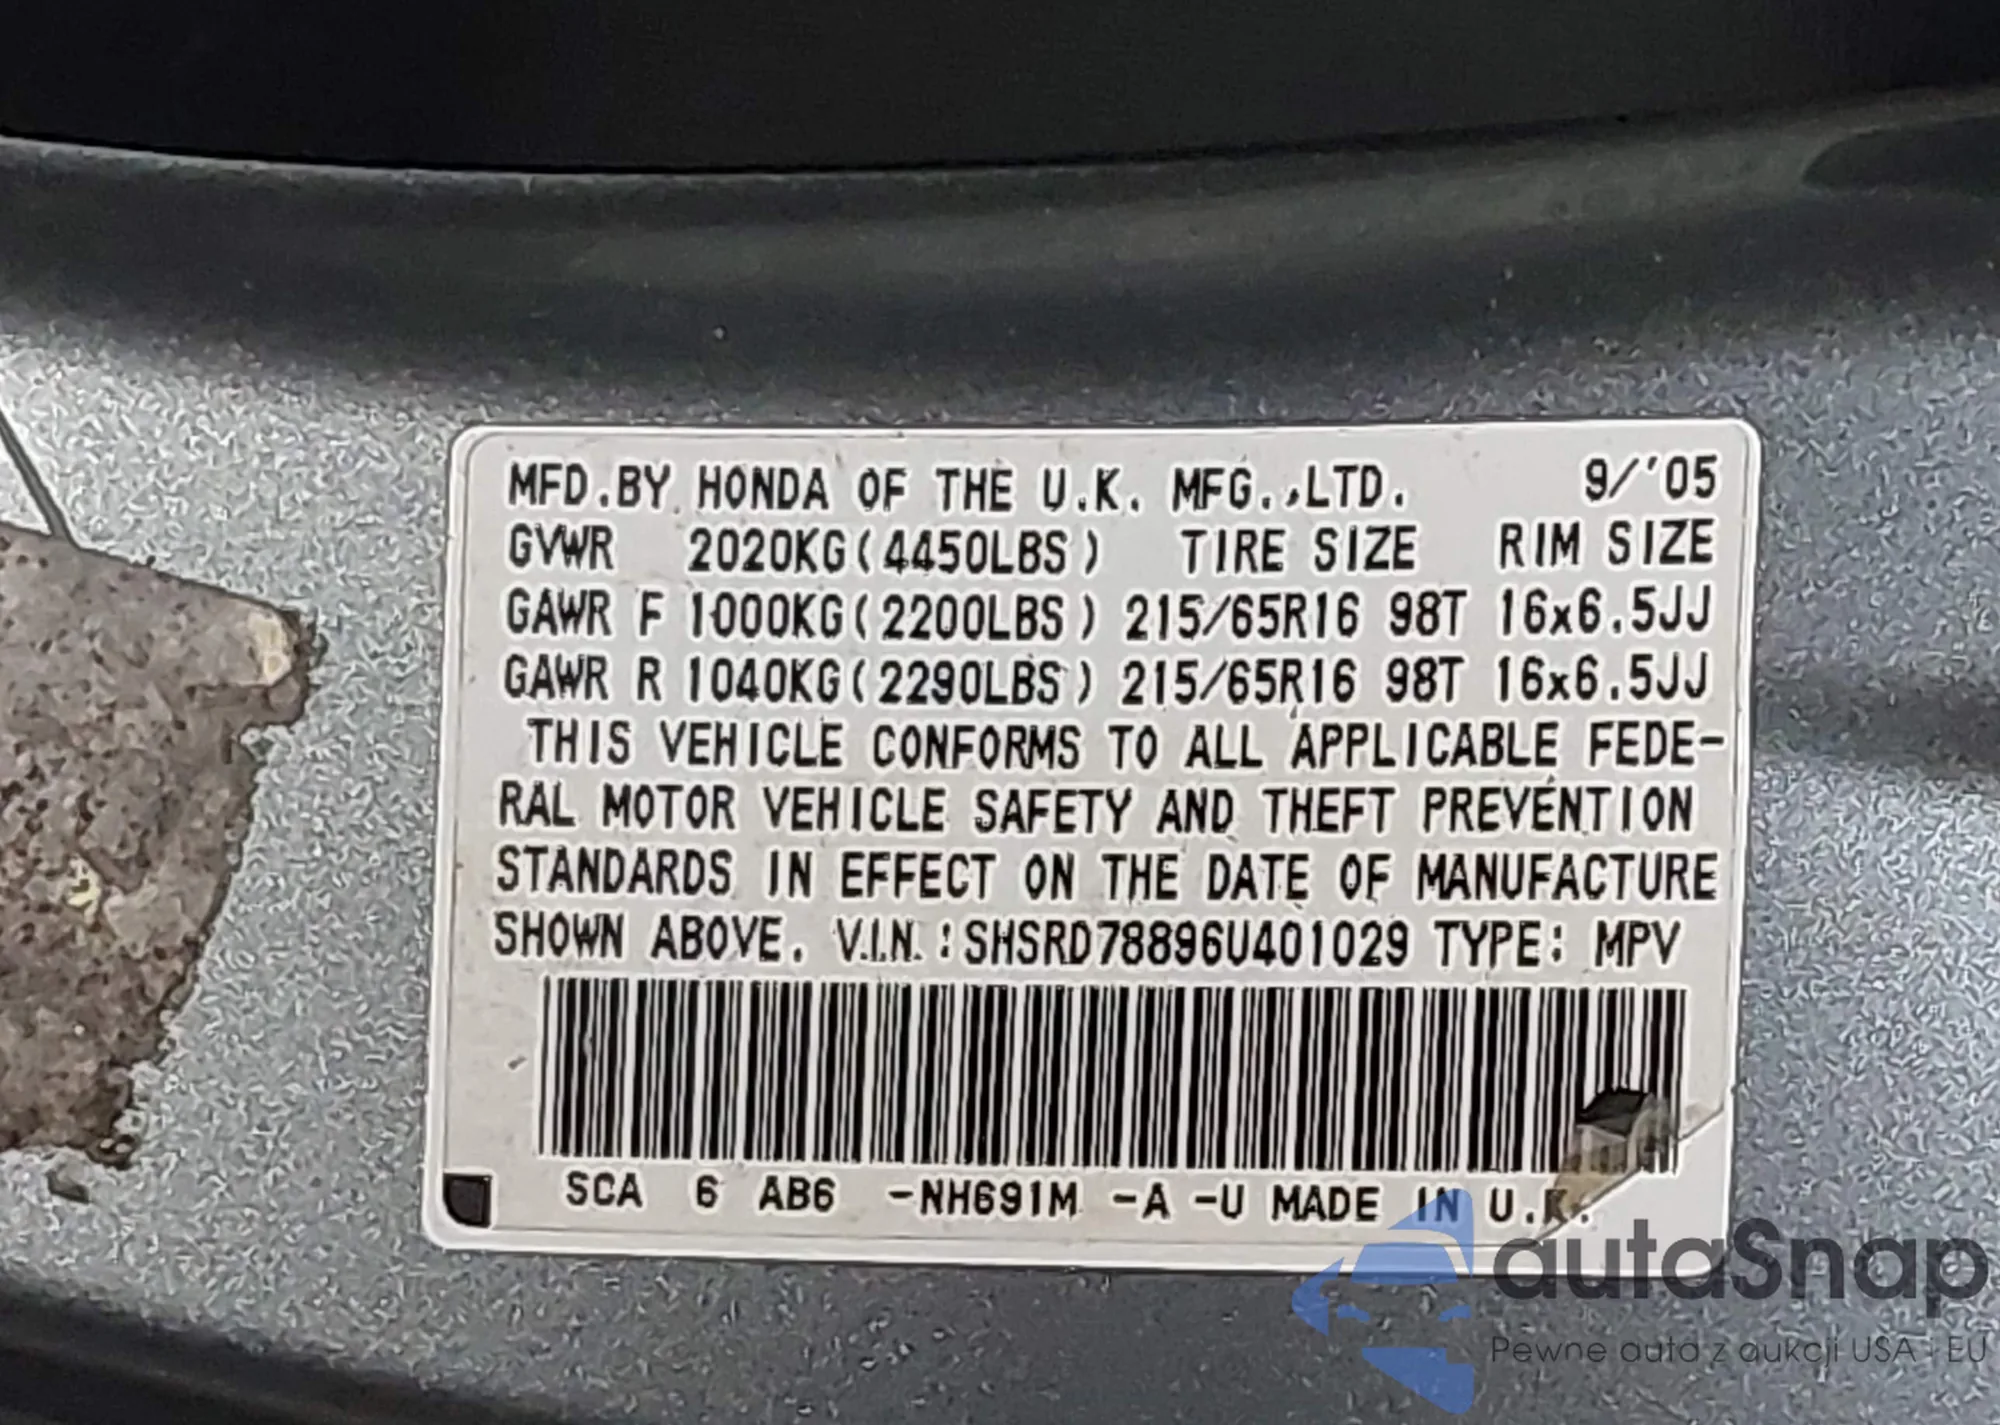 MFD.BY HONDA OF THE U.K. MFG.,LTD. 9/'05
GVWR 2020KG(4450LBS) TIRE SIZE RIM SIZE
GAWR F 1000KG(2200LBS) 215/65R16 98T 16x6.5JJ
GAWR R 1040KG(2290LBS) 215/65R16 98T 16x6.5JJ
THIS VEHICLE CONFORMS TO ALL APPLICABLE FEDE-
RAL MOTOR VEHICLE SAFETY AND THEFT PREVENTION
STANDARDS IN EFFECT ON THE DATE OF MANUFACTURE
SHOWN ABOVE. V.I.N.:SHSRD78896U401029 TYPE: MPV
SCA 6 AB6 -NH691M -A -U MADE IN U.K.
autaSnap
Pewne auta z aukcji USA i EU